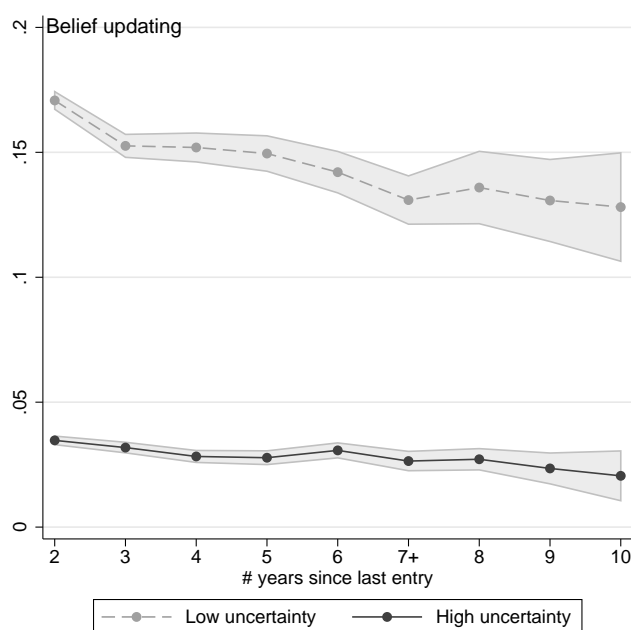 Belief updating
.2
.15
.1
.05
0
2 3 4 5 6 7+ 8 9 10
# years since last entry
Low uncertainty High uncertainty